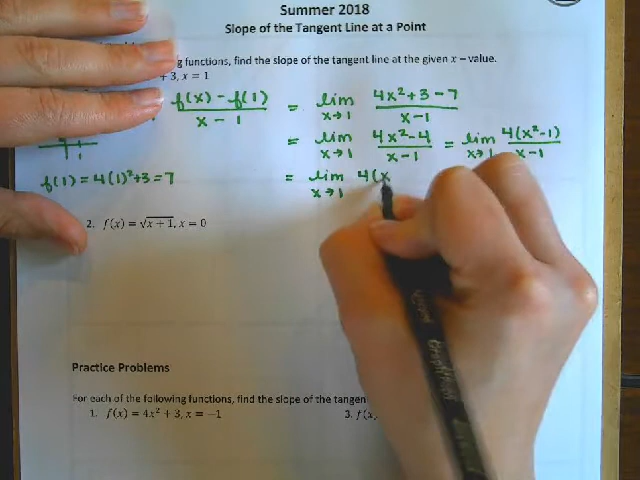 Summer 2018
Slope of the Tangent Line at a Point
g functions, find the slope of the tangent line at the given x – value.
+ 3, x = 1
f(x) - f(1) / x - 1 = lim x→1 4x² + 3 - 7 / x - 1
= lim x→1 4x² - 4 / x - 1 = lim x→1 4(x² - 1) / x - 1
f(1) = 4(1)² + 3 = 7 = lim x→1 4(x
2. f(x) = √x + 1, x = 0
Practice Problems
For each of the following functions, find the slope of the tangen
1. f(x) = 4x² + 3, x = −1 3. f(x)